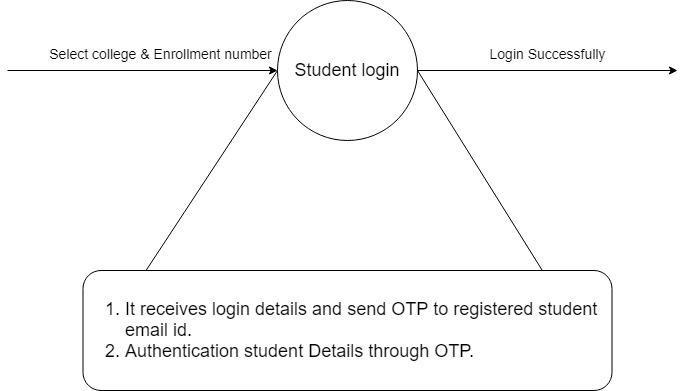 Select college & Enrollment number
Student login
Login Successfully
1. It receives login details and send OTP to registered student
email id.
2. Authentication student Details through OTP.